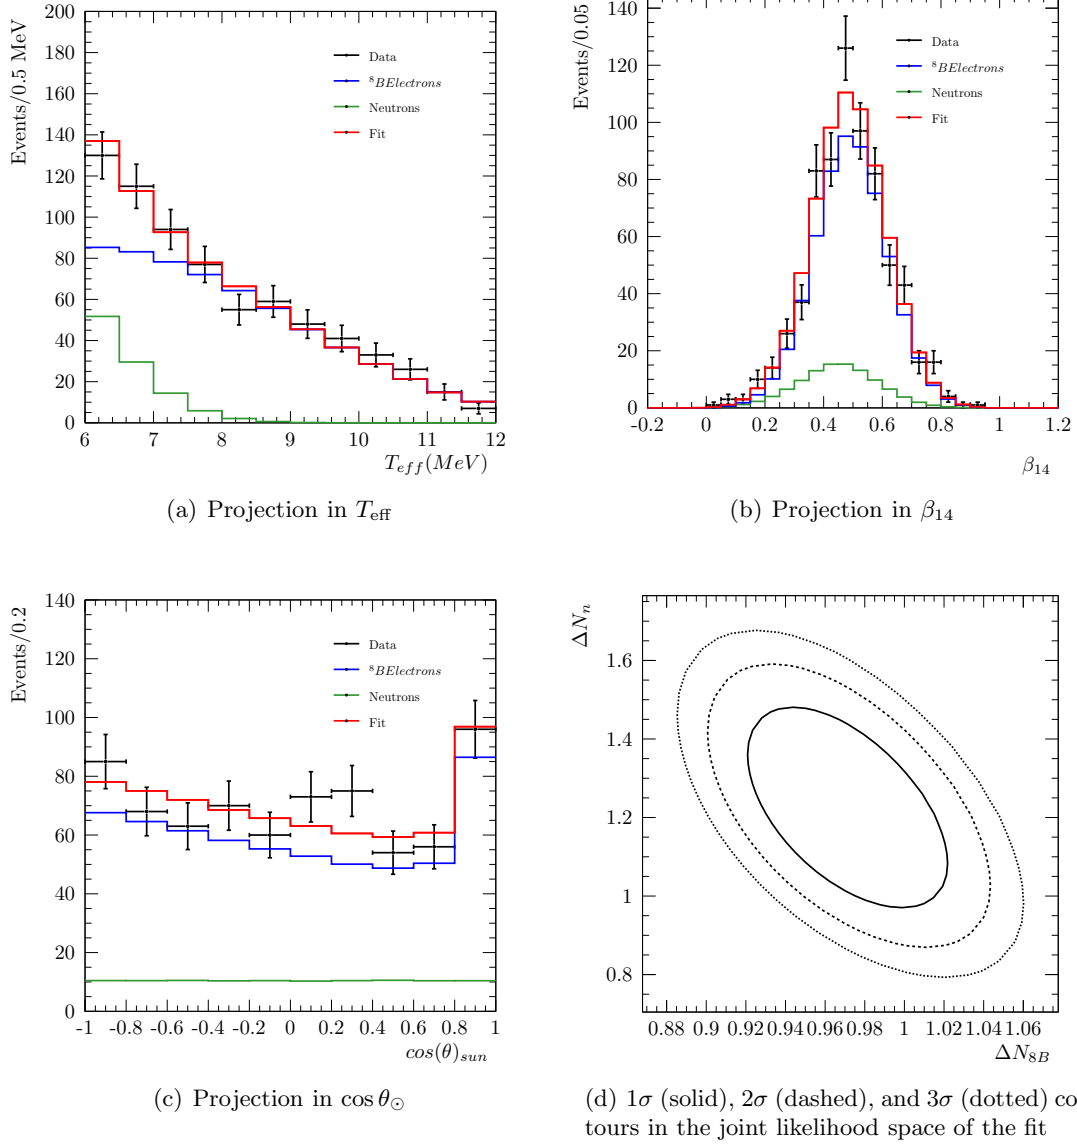 Events/0.5 MeV
200
180
160
140
120
100
80
60
40
20
0
6 7 8 9 10 11 12
T_eff(MeV)
Data
⁸BElectrons
Neutrons
Fit
(a) Projection in T_eff
Events/0.05
140
120
100
80
60
40
20
0
-0.2 0 0.2 0.4 0.6 0.8 1 1.2
β₁₄
Data
⁸BElectrons
Neutrons
Fit
(b) Projection in β₁₄
Events/0.2
140
120
100
80
60
40
20
0
-1 -0.8 -0.6 -0.4 -0.2 0 0.2 0.4 0.6 0.8 1
cos(θ)_sun
Data
⁸BElectrons
Neutrons
Fit
(c) Projection in cos θ_⊙
ΔN_n
1.6
1.4
1.2
1
0.8
0.88 0.9 0.92 0.94 0.96 0.98 1 1.02 1.04 1.06
ΔN_8B
(d) 1σ (solid), 2σ (dashed), and 3σ (dotted) co
tours in the joint likelihood space of the fit